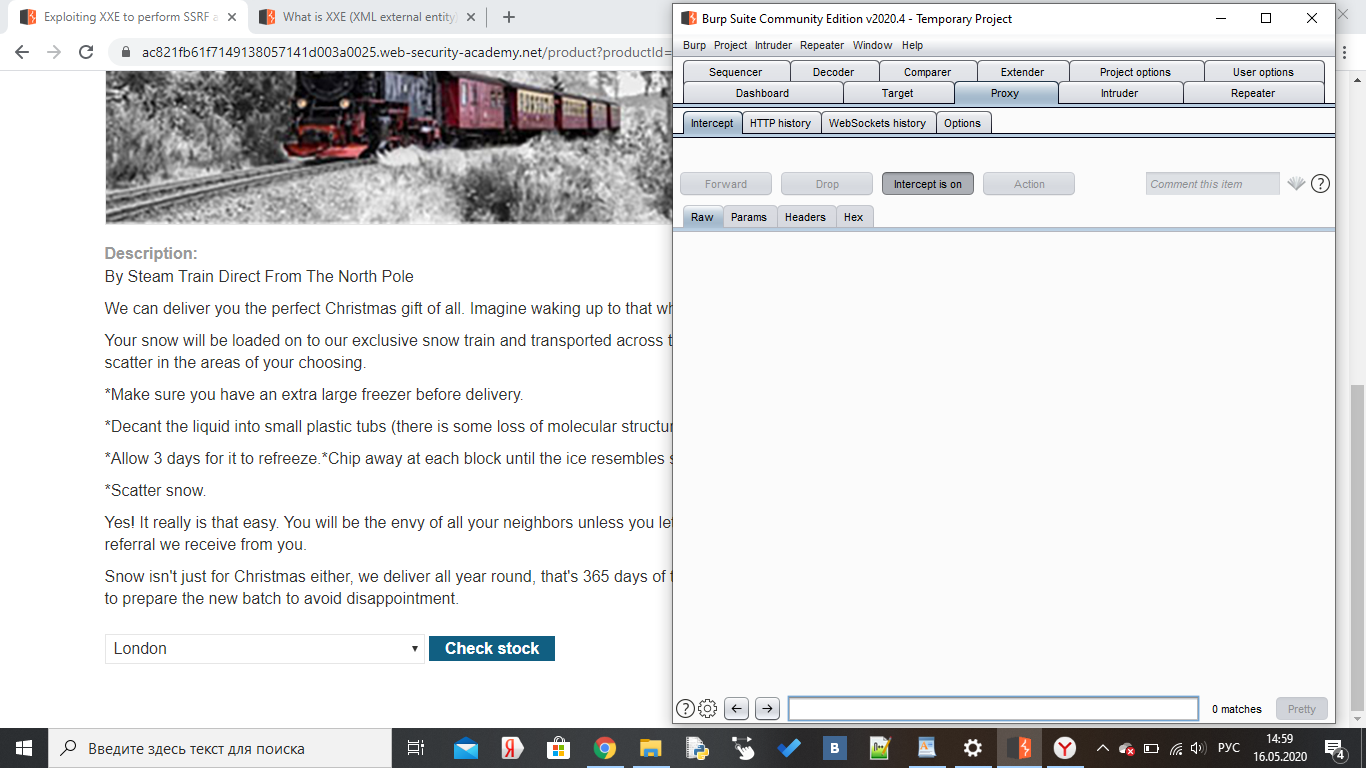 Exploiting XXE to perform SSRF a
What is XXE (XML external entity
ac821fb61f7149138057141d003a0025.web-security-academy.net/product?productId=
Description:
By Steam Train Direct From The North Pole
We can deliver you the perfect Christmas gift of all. Imagine waking up to that wh
Your snow will be loaded on to our exclusive snow train and transported across t
scatter in the areas of your choosing.
*Make sure you have an extra large freezer before delivery.
*Decant the liquid into small plastic tubs (there is some loss of molecular structur
*Allow 3 days for it to refreeze.*Chip away at each block until the ice resembles s
*Scatter snow.
Yes! It really is that easy. You will be the envy of all your neighbors unless you let
referral we receive from you.
Snow isn't just for Christmas either, we deliver all year round, that's 365 days of t
to prepare the new batch to avoid disappointment.
London
Check stock
Burp Suite Community Edition v2020.4 - Temporary Project
Burp Project Intruder Repeater Window Help
Sequencer Decoder Comparer Extender Project options User options
Dashboard Target Proxy Intruder Repeater
Intercept HTTP history WebSockets history Options
Forward Drop Intercept is on Action Comment this item ?
Raw Params Headers Hex
? 0 matches Pretty
Введите здесь текст для поиска
Я
B
Y
РУС
14:59
16.05.2020
4